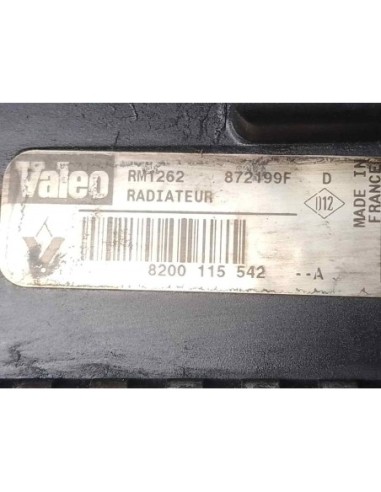 Valeo
RM1262 872199F D
RADIATEUR
D12
8200 115 542 --A
MADE IN
FRANCE